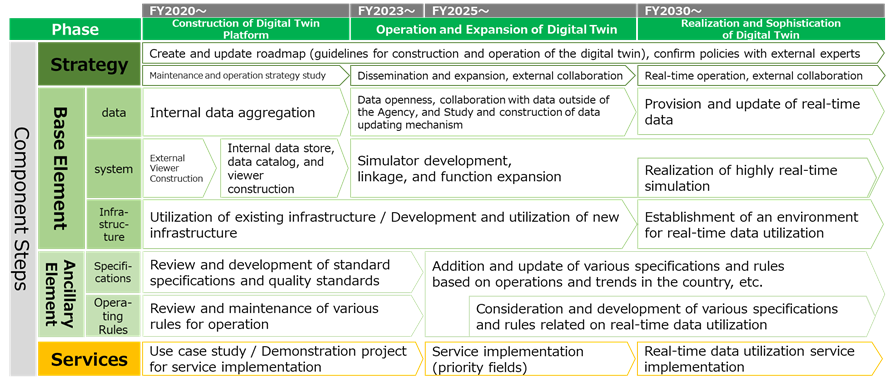 FY2020～
FY2023～
FY2025～
FY2030～
Phase
Construction of Digital Twin
Platform
Operation and Expansion of Digital Twin
Realization and Sophistication
of Digital Twin
Component Steps
Strategy
Create and update roadmap (guidelines for construction and operation of the digital twin), confirm policies with external experts
Maintenance and operation strategy study
Dissemination and expansion, external collaboration
Real-time operation, external collaboration
Base Element
data
Internal data aggregation
Data openness, collaboration with data outside of
the Agency, and Study and construction of data
updating mechanism
Provision and update of real-time
data
system
External
Viewer
Construction
Internal data store,
data catalog, and
viewer
construction
Simulator development,
linkage, and function expansion
Realization of highly real-time
simulation
Infra-
struc-
ture
Utilization of existing infrastructure / Development and utilization of new
infrastructure
Establishment of an environment
for real-time data utilization
Ancillary
Element
Specifi-
cations
Review and development of standard
specifications and quality standards
Addition and update of various specifications and rules
based on operations and trends in the country, etc.
Opera-
ting
Rules
Review and maintenance of various
rules for operation
Consideration and development of various specifications
and rules related on real-time data utilization
Services
Use case study / Demonstration project
for service implementation
Service implementation
(priority fields)
Real-time data utilization service
implementation